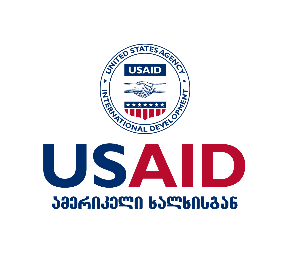 UNITED STATES AGENCY
USAID
INTERNATIONAL DEVELOPMENT
USAID
ამერიკელი ხალხისგან